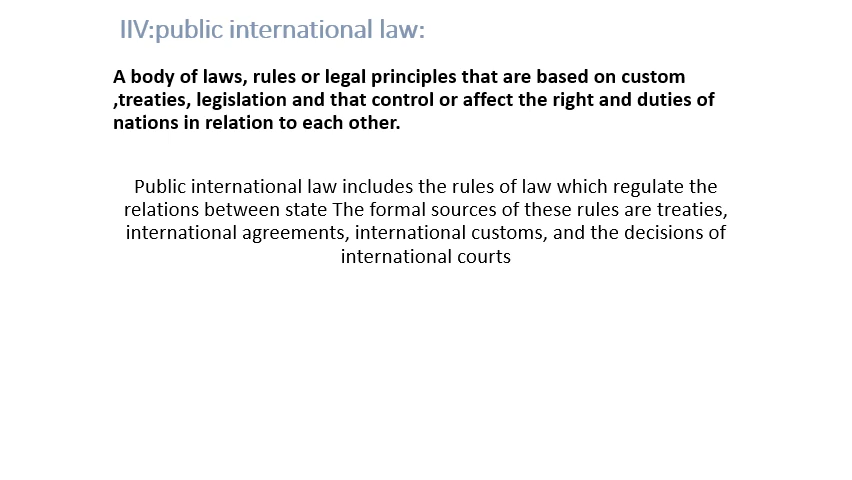 IIV:public international law:
A body of laws, rules or legal principles that are based on custom
,treaties, legislation and that control or affect the right and duties of
nations in relation to each other.
Public international law includes the rules of law which regulate the
relations between state The formal sources of these rules are treaties,
international agreements, international customs, and the decisions of
international courts